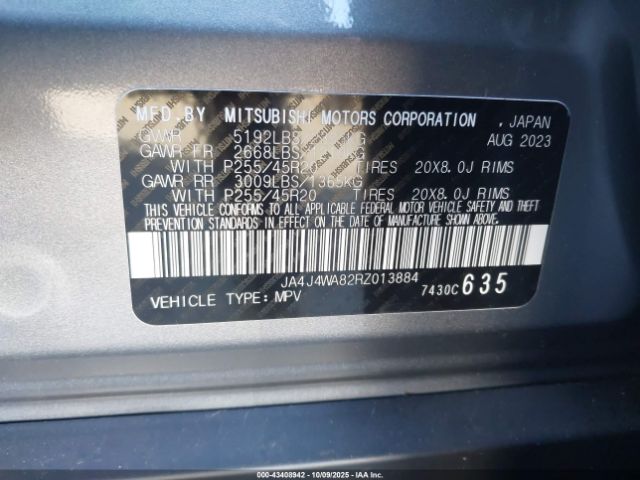 MFD.BY MITSUBISHI MOTORS CORPORATION , JAPAN
GVWR 5192LBS AUG 2023
GAWR FR 2668LBS
WITH P255/45R20 TIRES 20X8.0J RIMS
GAWR RR 3009LBS/1365KG
WITH P255/45R20 TIRES 20X8.0J RIMS
THIS VEHICLE CONFORMS TO ALL APPLICABLE FEDERAL MOTOR VEHICLE SAFETY AND THEFT
PREVENTION STANDARDS IN EFFECT ON THE DATE OF MANUFACTURE SHOWN ABOVE.
JA4J4WA82RZ013884
VEHICLE TYPE: MPV 7430C 635
000-43408942 - 10/09/2025 - IAAI.COM